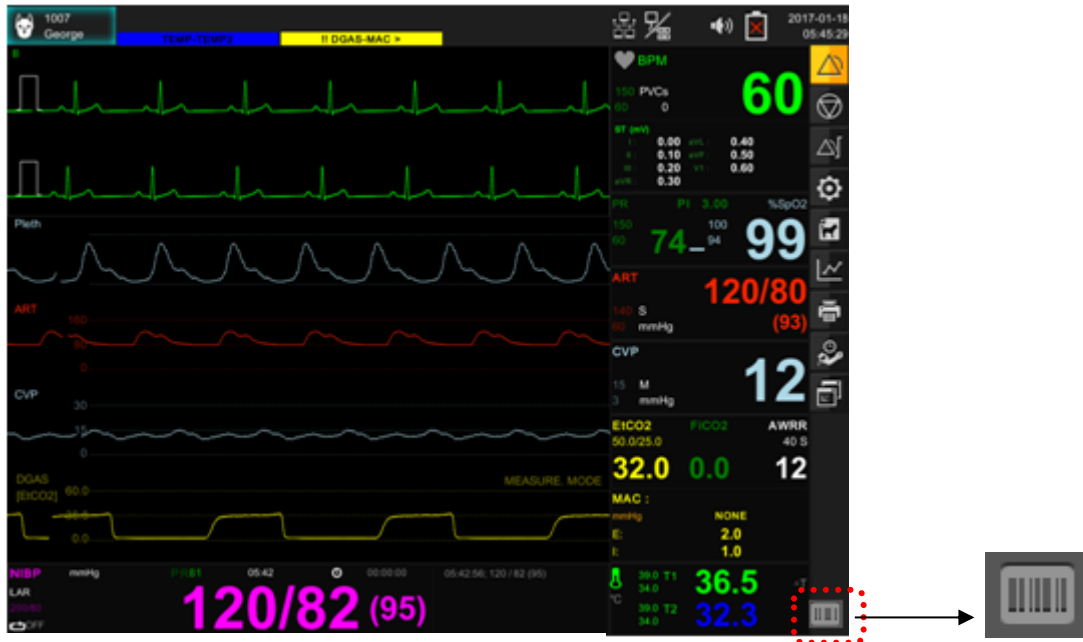 1007
George
TEMP-TEMP2
!! DGAS-MAC >
2017-01-18
05:45:29
II
BPM
60
150 PVCs
60 0
ST (mV)
I : 0.00 aVL : 0.40
II : 0.10 aVF : 0.50
III : 0.20 V1 : 0.60
aVR : 0.30
Pleth
PR PI 3.00 %SpO2
150
60
74
100
94
99
ART
160
80
0
ART
120/80
140 S
60 mmHg
(93)
CVP
30
15
0
CVP
12
15 M
3 mmHg
EtCO2 FiCO2 AWRR
50.0/25.0 40 S
32.0 0.0 12
DGAS
[EtCO2]
MEASURE. MODE
60.0
0.0
MAC :
mmHg NONE
E: 2.0
I: 1.0
NIBP mmHg PR81 05:42 00:00:00 05:42:56; 120 / 82 (95)
LAR
OFF
120/82 (95)
°C
39.0 T1
34.0
36.5
39.0 T2
34.0
32.3